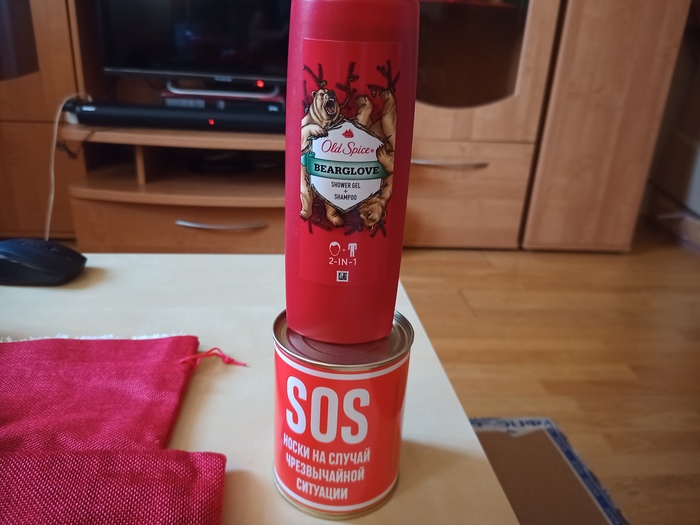 Old Spice
BEARGLOVE
SHOWER GEL
+
SHAMPOO
+
2-IN-1
SOS
НОСКИ НА СЛУЧАЙ
ЧРЕЗВЫЧАЙНОЙ
СИТУАЦИИ